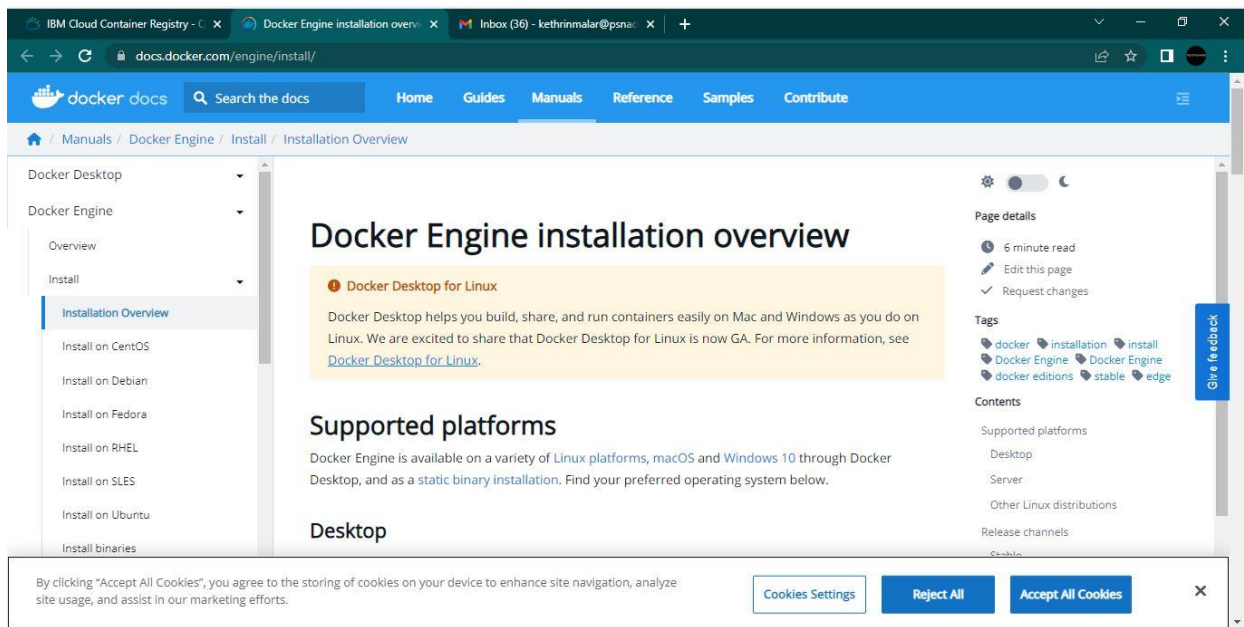 IBM Cloud Container Registry - C
Docker Engine installation overvi
Inbox (36) - kethrinmalar@psnac
docs.docker.com/engine/install/
docker docs
Search the docs
Home
Guides
Manuals
Reference
Samples
Contribute
/ Manuals / Docker Engine / Install / Installation Overview
Docker Desktop
Docker Engine
Overview
Install
Installation Overview
Install on CentOS
Install on Debian
Install on Fedora
Install on RHEL
Install on SLES
Install on Ubuntu
Install binaries
Docker Engine installation overview
Docker Desktop for Linux
Docker Desktop helps you build, share, and run containers easily on Mac and Windows as you do on
Linux. We are excited to share that Docker Desktop for Linux is now GA. For more information, see
Docker Desktop for Linux.
Supported platforms
Docker Engine is available on a variety of Linux platforms, macOS and Windows 10 through Docker
Desktop, and as a static binary installation. Find your preferred operating system below.
Desktop
Page details
6 minute read
Edit this page
Request changes
Tags
docker installation install
Docker Engine Docker Engine
docker editions stable edge
Contents
Supported platforms
Desktop
Server
Other Linux distributions
Release channels
Stable
Give feedback
By clicking “Accept All Cookies”, you agree to the storing of cookies on your device to enhance site navigation, analyze
site usage, and assist in our marketing efforts.
Cookies Settings
Reject All
Accept All Cookies